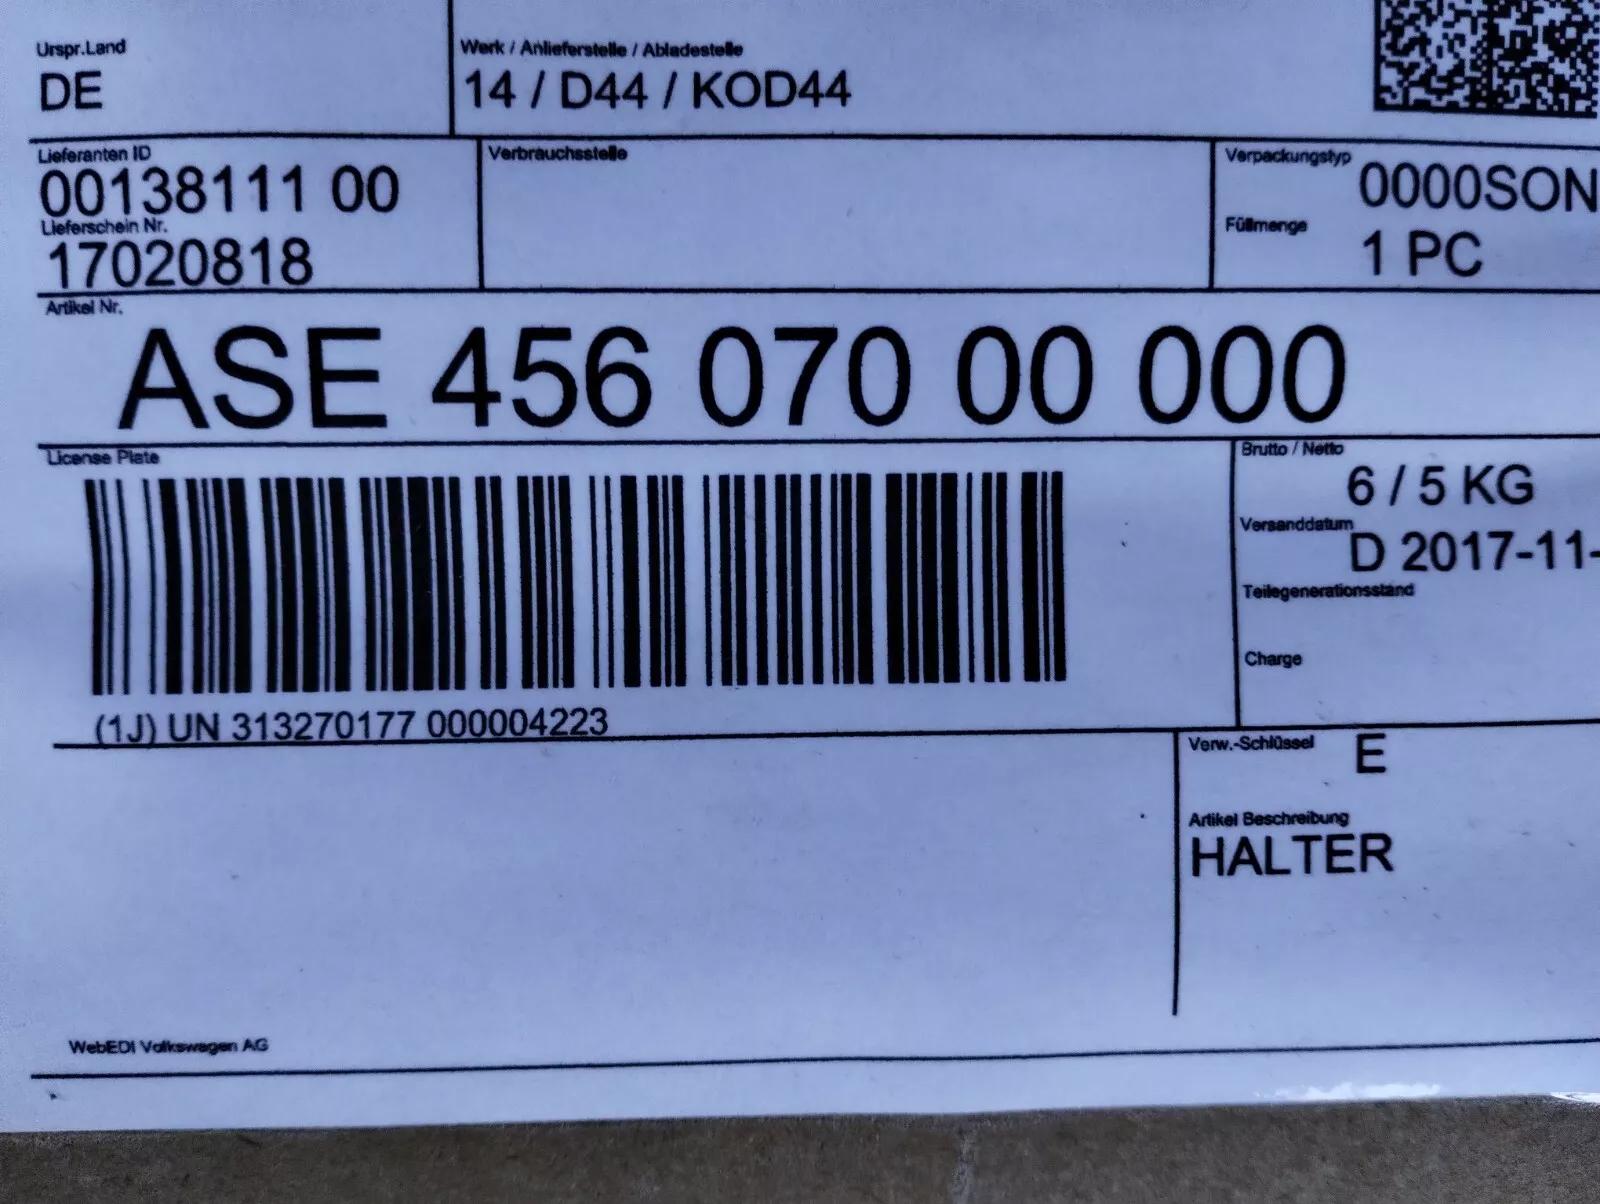 Urspr.Land
DE
Werk / Anlieferstelle / Abladestelle
14 / D44 / KOD44
Lieferanten ID
00138111 00
Lieferschein Nr.
17020818
Verbrauchsstelle
Verpackungstyp
0000SON
Füllmenge
1 PC
Artikel Nr.
ASE 456 070 00 000
License Plate
(1J) UN 313270177 000004223
Brutto / Netto
6 / 5 KG
Versanddatum
D 2017-11-
Teilegenerationsstand
Charge
Verw.-Schlüssel
E
Artikel Beschreibung
HALTER
WebEDI Volkswagen AG